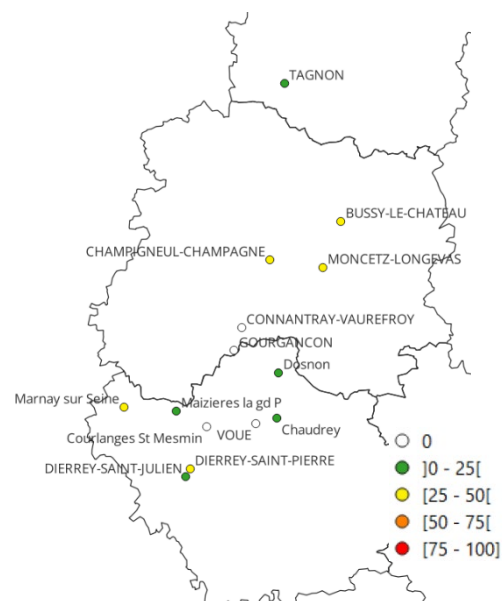 TAGNON
BUSSY-LE-CHATEAU
CHAMPIGNEUL-CHAMPAGNE
MONCETZ-LONGEVAS
CONNANTRAY-VAUREFROY
GOURGANCON
Dosnon
Marnay sur Seine
Maizieres la gd P
Chaudrey
Courlanges St Mesmin
VOUE
DIERREY-SAINT-PIERRE
DIERREY-SAINT-JULIEN
0
]0 - 25[
[25 - 50[
[50 - 75[
[75 - 100]